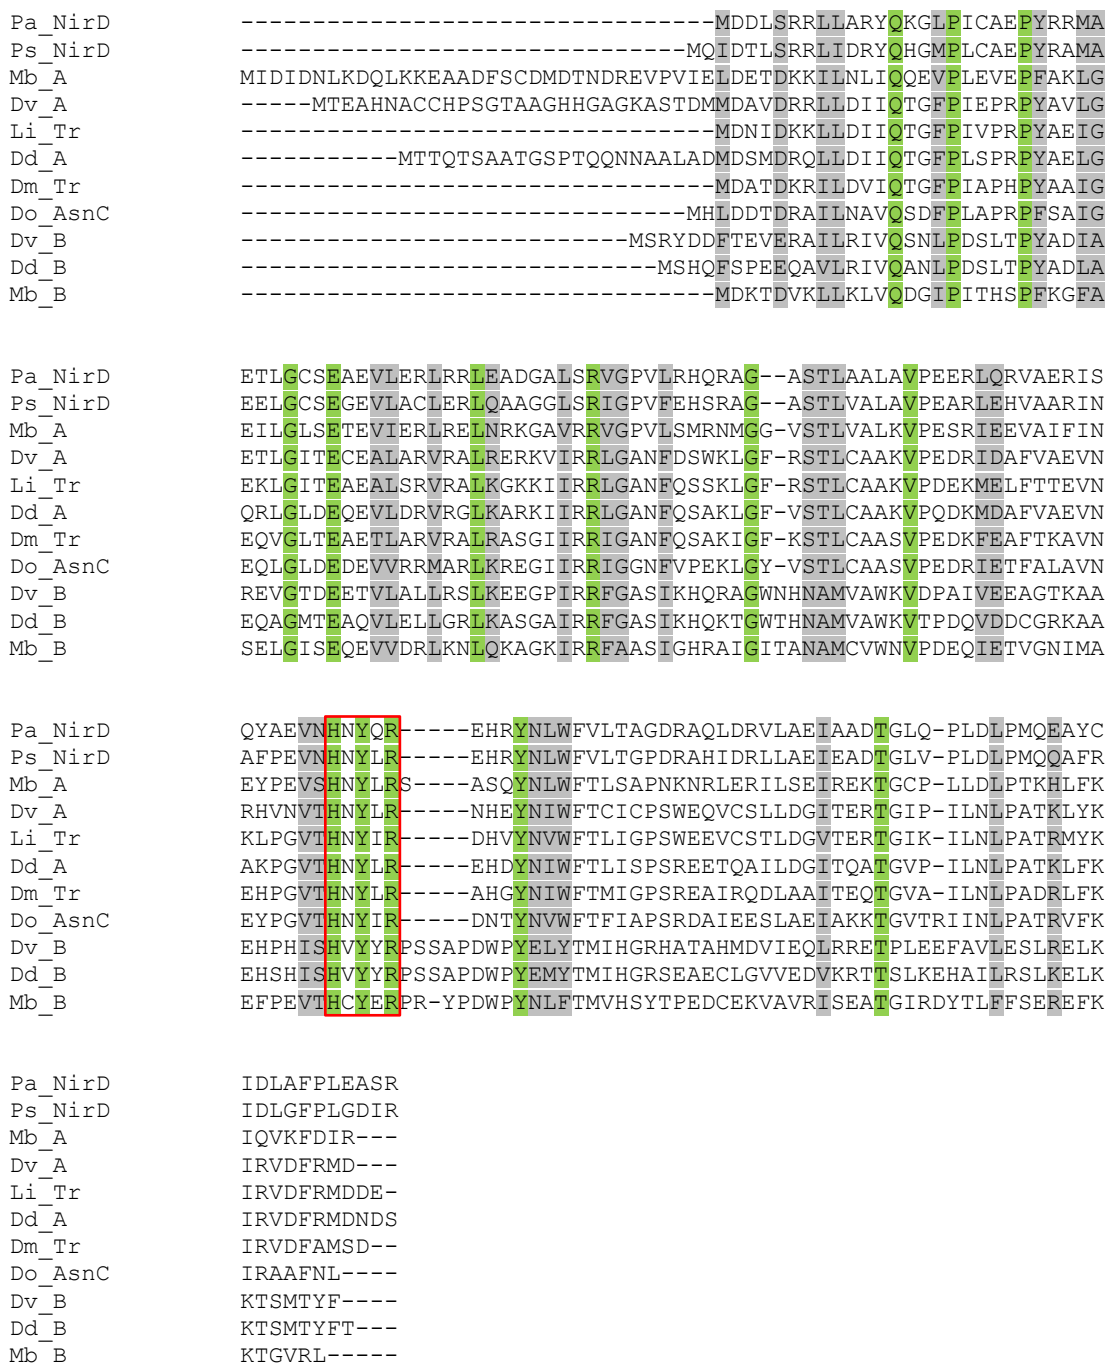 Pa_NirD ---------------------------------MDDLSRRLLARYQKGLPICAEPYRRMA
Ps_NirD -------------------------------MQIDTLSRRLIDRYQHGMPLCAEPYRAMA
Mb_A MIDIDNLKDQLKKEAADFSCDMDTNDREVPVIELDETDKKILNLIQQEVPLEVEPFAKLG
Dv_A -----MTEAHNACCHPSGTAAGHHGAGKASTDMMDAVDRRLLDIIQTGFPIEPRPYAVLG
Li_Tr ---------------------------------MDNIDKKLLDIIQTGFPIVPRPYAEIG
Dd_A -----------MTTQTSAATGSPTQQNNAALADMDSMDRQLLDIIQTGFPLSPRPYAELG
Dm_Tr ---------------------------------MDATDKRILDVIQTGFPIAPHPYAAIG
Do_AsnC -------------------------------MHLDDTDRAILNAVQSDFPLAPRPFSAIG
Dv_B ---------------------------MSRYDDFTEVERAILRIVQSNLPDSLTPYADIA
Dd_B -----------------------------MSHQFSPEEQAVLRIVQANLPDSLTPYADLA
Mb_B ---------------------------------MDKTDVKLLKLVQDGIPITHSPFKGFA
Pa_NirD ETLGCSEAEVLERLRRLEADGALSRVGPVLRHQRAG--ASTLAALAVPEERLQRVAERIS
Ps_NirD EELGCSEGEVLACLERLQAAGGLSRIGPVFEHSRAG--ASTLVALAVPEARLEHVAARIN
Mb_A EILGLSETEVIERLRELNRKGAVRRVGPVLSMRNMGG-VSTLVALKVPESRIEEVAIFIN
Dv_A ETLGITECEALARVRALRERKVIRRLGANFDSWKLGF-RSTLCAAKVPEDRIDAFVAEVN
Li_Tr EKLGITEAEALSRVRALKGKKIIRRLGANFQSSKLGF-RSTLCAAKVPDEKMELFTTEVN
Dd_A QRLGLDEQEVLDRVRGLKARKIIRRLGANFQSAKLGF-VSTLCAAKVPQDKMDAFVAEVN
Dm_Tr EQVGLTEAETLARVRALRASGIIRRIGANFQSAKIGF-KSTLCAASVPEDKFEAFTKAVN
Do_AsnC EQLGLDEDEVVRRMARLKREGIIRRIGGNFVPEKLGY-VSTLCAASVPEDRIETFALAVN
Dv_B REVGTDEETVLALLRSLKEEGPIRRFGASIKHQRAGWNHNAMVAWKVDPAIVEEAGTKAA
Dd_B EQAGMTEAQVLELLGRLKASGAIRRFGASIKHQKTGWTHNAMVAWKVTPDQVDDCGRKAA
Mb_B SELGISEQEVVDRLKNLQKAGKIRRFAASIGHRAIGITANAMCVWNVPDEQIETVGNIMA
Pa_NirD QYAEVNHNYQR-----EHRYNLWFVLTAGDRAQLDRVLAEIAADTGLQ-PLDLPMQEAYC
Ps_NirD AFPEVNHNYLR-----EHRYNLWFVLTGPDRAHIDRLLAEIEADTGLV-PLDLPMQQAFR
Mb_A EYPEVSHNYLRS----ASQYNLWFTLSAPNKNRLERILSEIREKTGCP-LLDLPTKHLFK
Dv_A RHVNVTHNYLR-----NHEYNIWFTCICPSWEQVCSLLDGITERTGIP-ILNLPATKLYK
Li_Tr KLPGVTHNYIR-----DHVYNVWFTLIGPSWEEVCSTLDGVTERTGIK-ILNLPATRMYK
Dd_A AKPGVTHNYLR-----EHDYNIWFTLISPSREETQAILDGITQATGVP-ILNLPATKLFK
Dm_Tr EHPGVTHNYLR-----AHGYNIWFTMIGPSREAIRQDLAAITEQTGVA-ILNLPADRLFK
Do_AsnC EYPGVTHNYIR-----DNTYNVWFTFIAPSRDAIEESLAEIAKKTGVTRIINLPATRVFK
Dv_B EHPHISHVYYRPSSAPDWPYELYTMIHGRHATAHMDVIEQLRRETPLEEFAVLESLRELK
Dd_B EHSHISHVYYRPSSAPDWPYEMYTMIHGRSEAECLGVVEDVKRTTSLKEHAILRSLKELK
Mb_B EFPEVTHCYERPR-YPDWPYNLFTMVHSYTPEDCEKVAVRISEATGIRDYTLFFSEREFK
Pa_NirD IDLAFPLEASR
Ps_NirD IDLGFPLGDIR
Mb_A IQVKFDIR---
Dv_A IRVDFRMD---
Li_Tr IRVDFRMDDE-
Dd_A IRVDFRMDNDS
Dm_Tr IRVDFAMSD--
Do_AsnC IRAAFNL----
Dv_B KTSMTYF----
Dd_B KTSMTYFT---
Mb_B KTGVRL-----